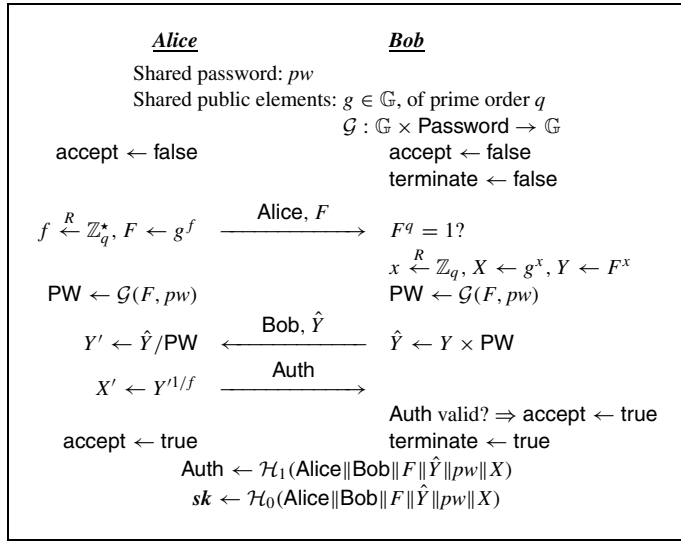 Alice Bob
Shared password: pw
Shared public elements: g ∈ 𝔾, of prime order q
𝒢 : 𝔾 × Password → 𝔾
accept ← false accept ← false
terminate ← false
f ←ᴿ ℤ_q^⋆, F ← g^f Alice, F F^q = 1?
x ←ᴿ ℤ_q, X ← g^x, Y ← F^x
PW ← 𝒢(F, pw) PW ← 𝒢(F, pw)
Y′ ← Ŷ/PW Bob, Ŷ Ŷ ← Y × PW
X′ ← Y′^{1/f} Auth
Auth valid? ⇒ accept ← true
accept ← true terminate ← true
Auth ← ℋ₁(Alice‖Bob‖F‖Ŷ‖pw‖X)
sk ← ℋ₀(Alice‖Bob‖F‖Ŷ‖pw‖X)